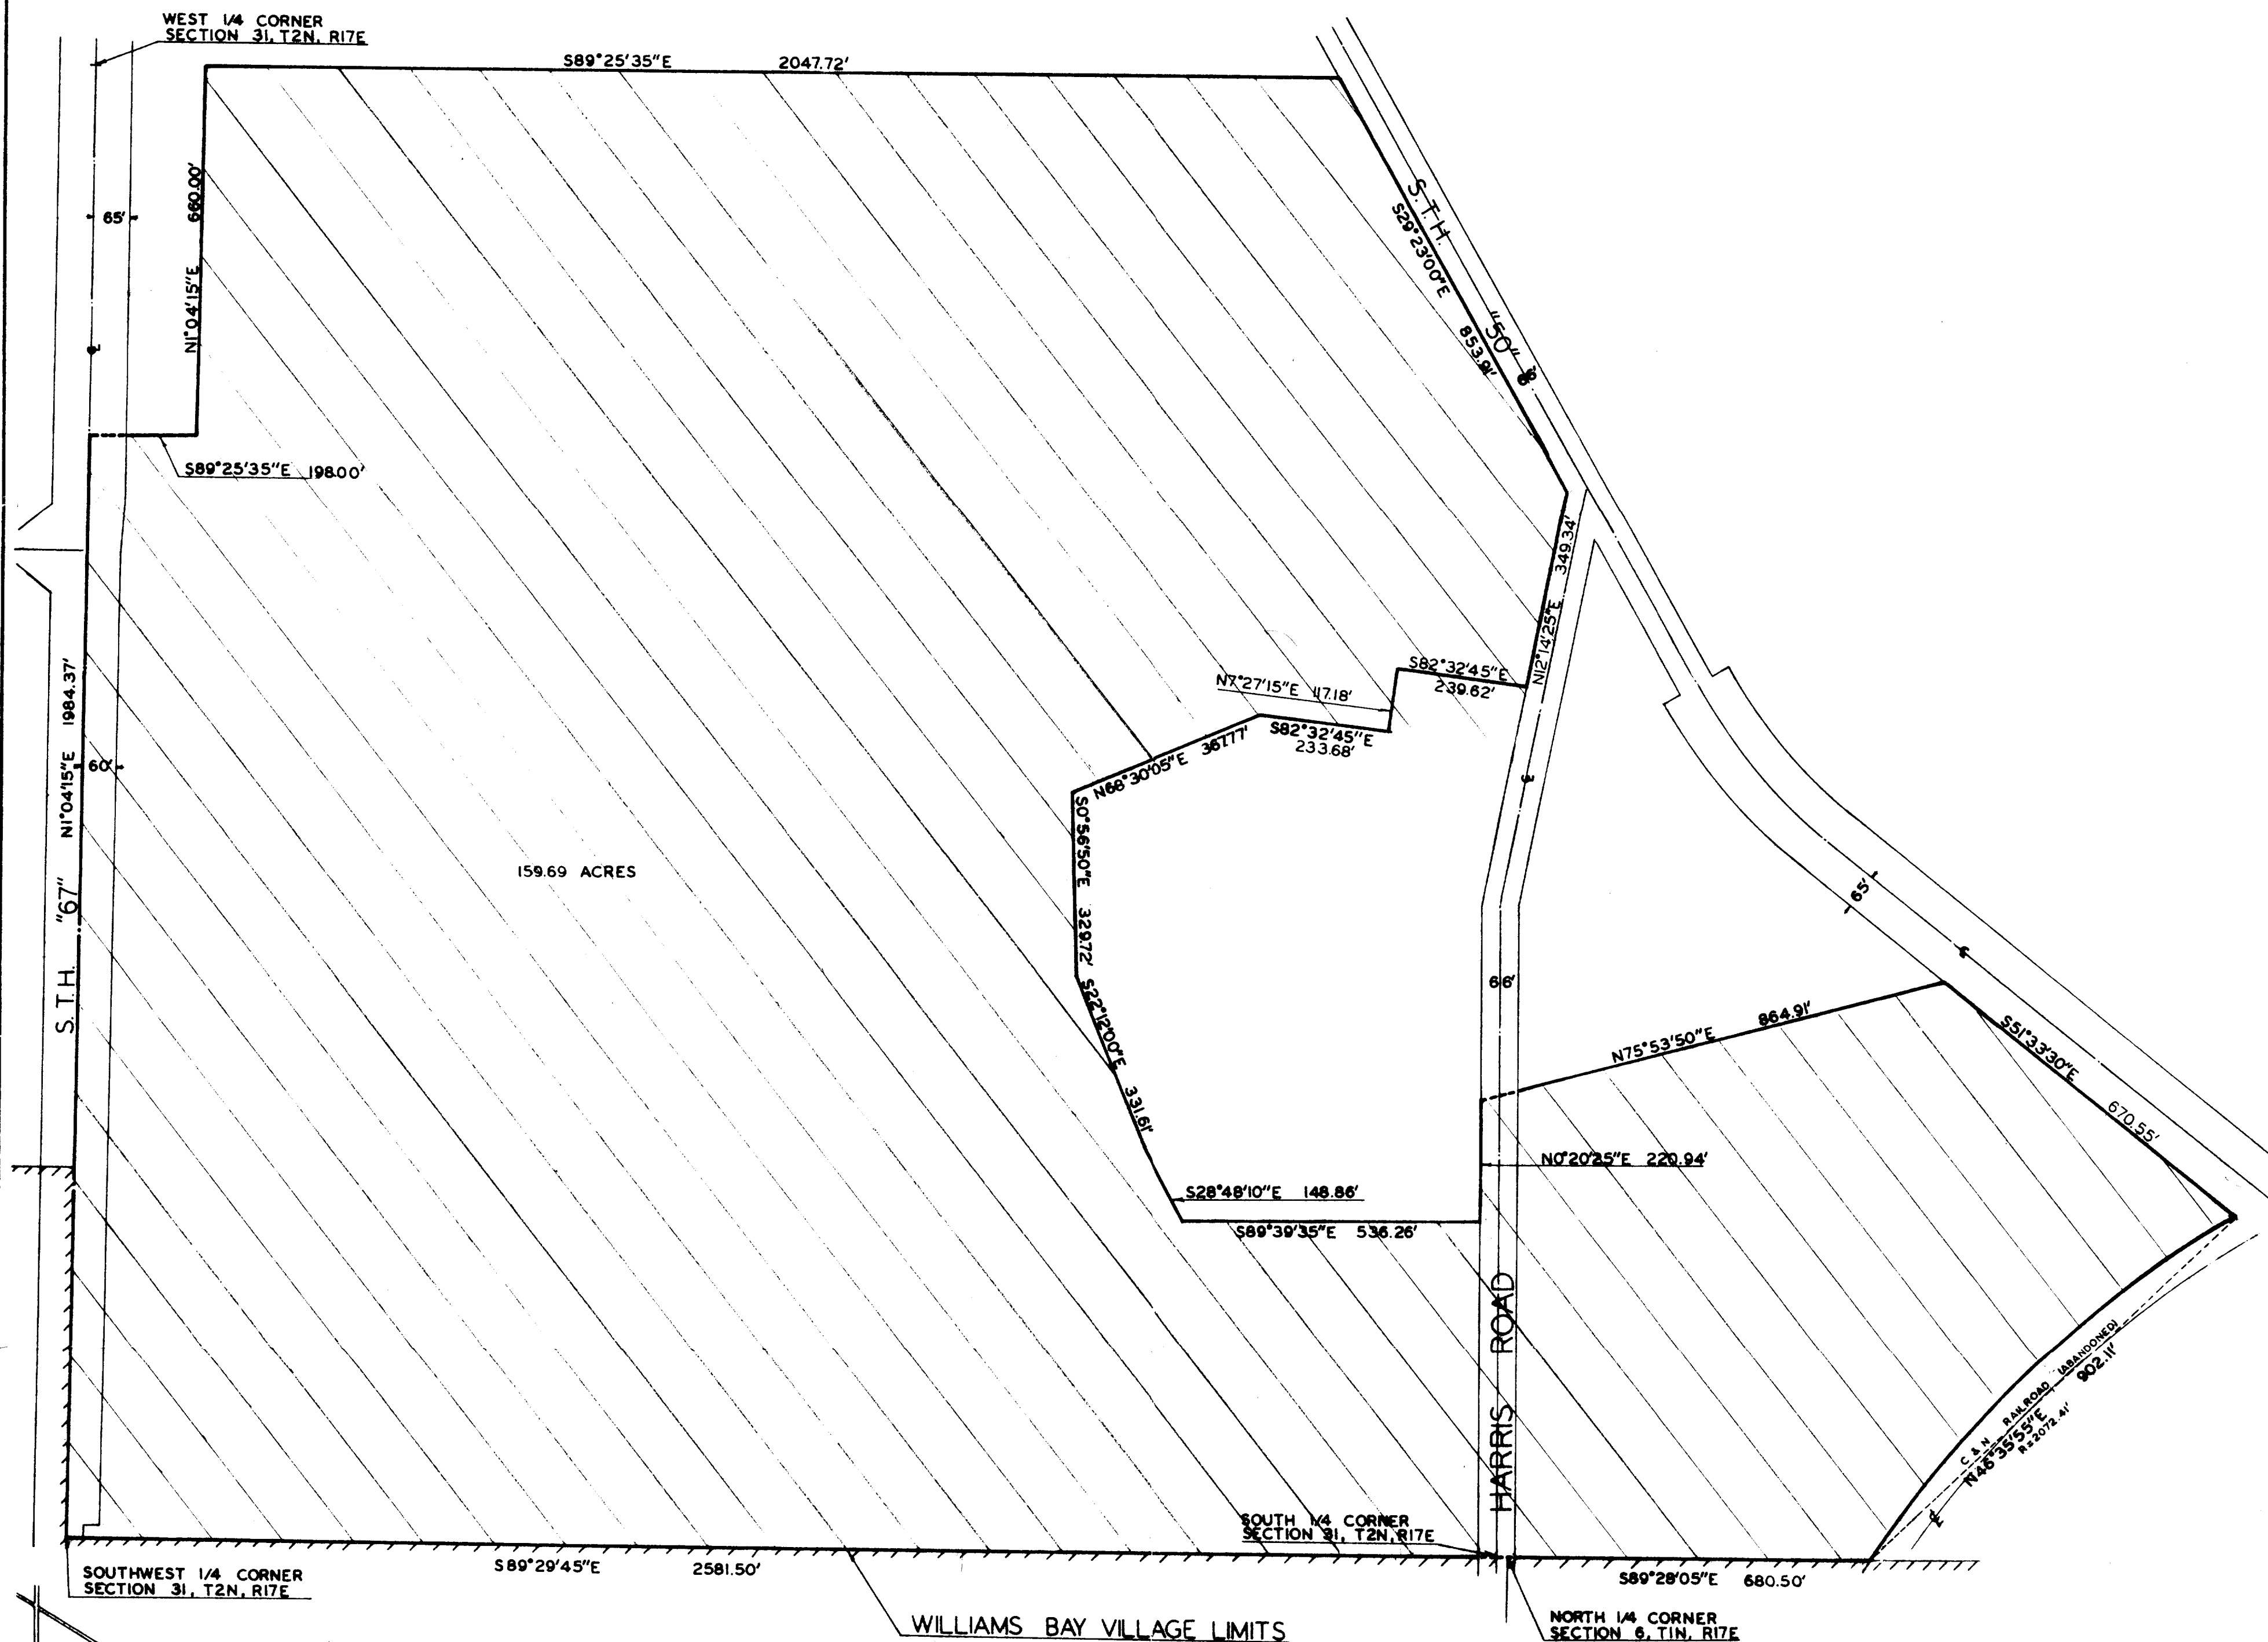 WEST 1/4 CORNER
SECTION 31, T2N, R17E
S89°25'35"E 2047.72'
N1°04'15"E 660.00'
65'
S89°25'35"E 198.00'
S.T.H. "50"
S29°23'00"E 853.91'
66'
N12°14'25"E 349.34'
S82°32'45"E
239.62'
N7°27'15"E 117.18'
S82°32'45"E
233.68'
N68°30'05"E 367.77'
S0°56'50"E 329.72'
S22°12'00"E 331.61'
S28°48'10"E 148.86'
S89°39'35"E 536.26'
N1°04'15"E 1984.37'
60'
S.T.H. "67"
159.69 ACRES
66'
65'
N75°53'50"E 864.91'
S51°33'30"E 670.55'
N0°20'25"E 220.94'
HARRIS ROAD
C & N RAILROAD (ABANDONED)
N46°35'55"E 902.11'
R=2072.41'
SOUTH 1/4 CORNER
SECTION 31, T2N, R17E
SOUTHWEST 1/4 CORNER
SECTION 31, T2N, R17E
S89°29'45"E 2581.50'
S89°28'05"E 680.50'
WILLIAMS BAY VILLAGE LIMITS
NORTH 1/4 CORNER
SECTION 6, T1N, R17E